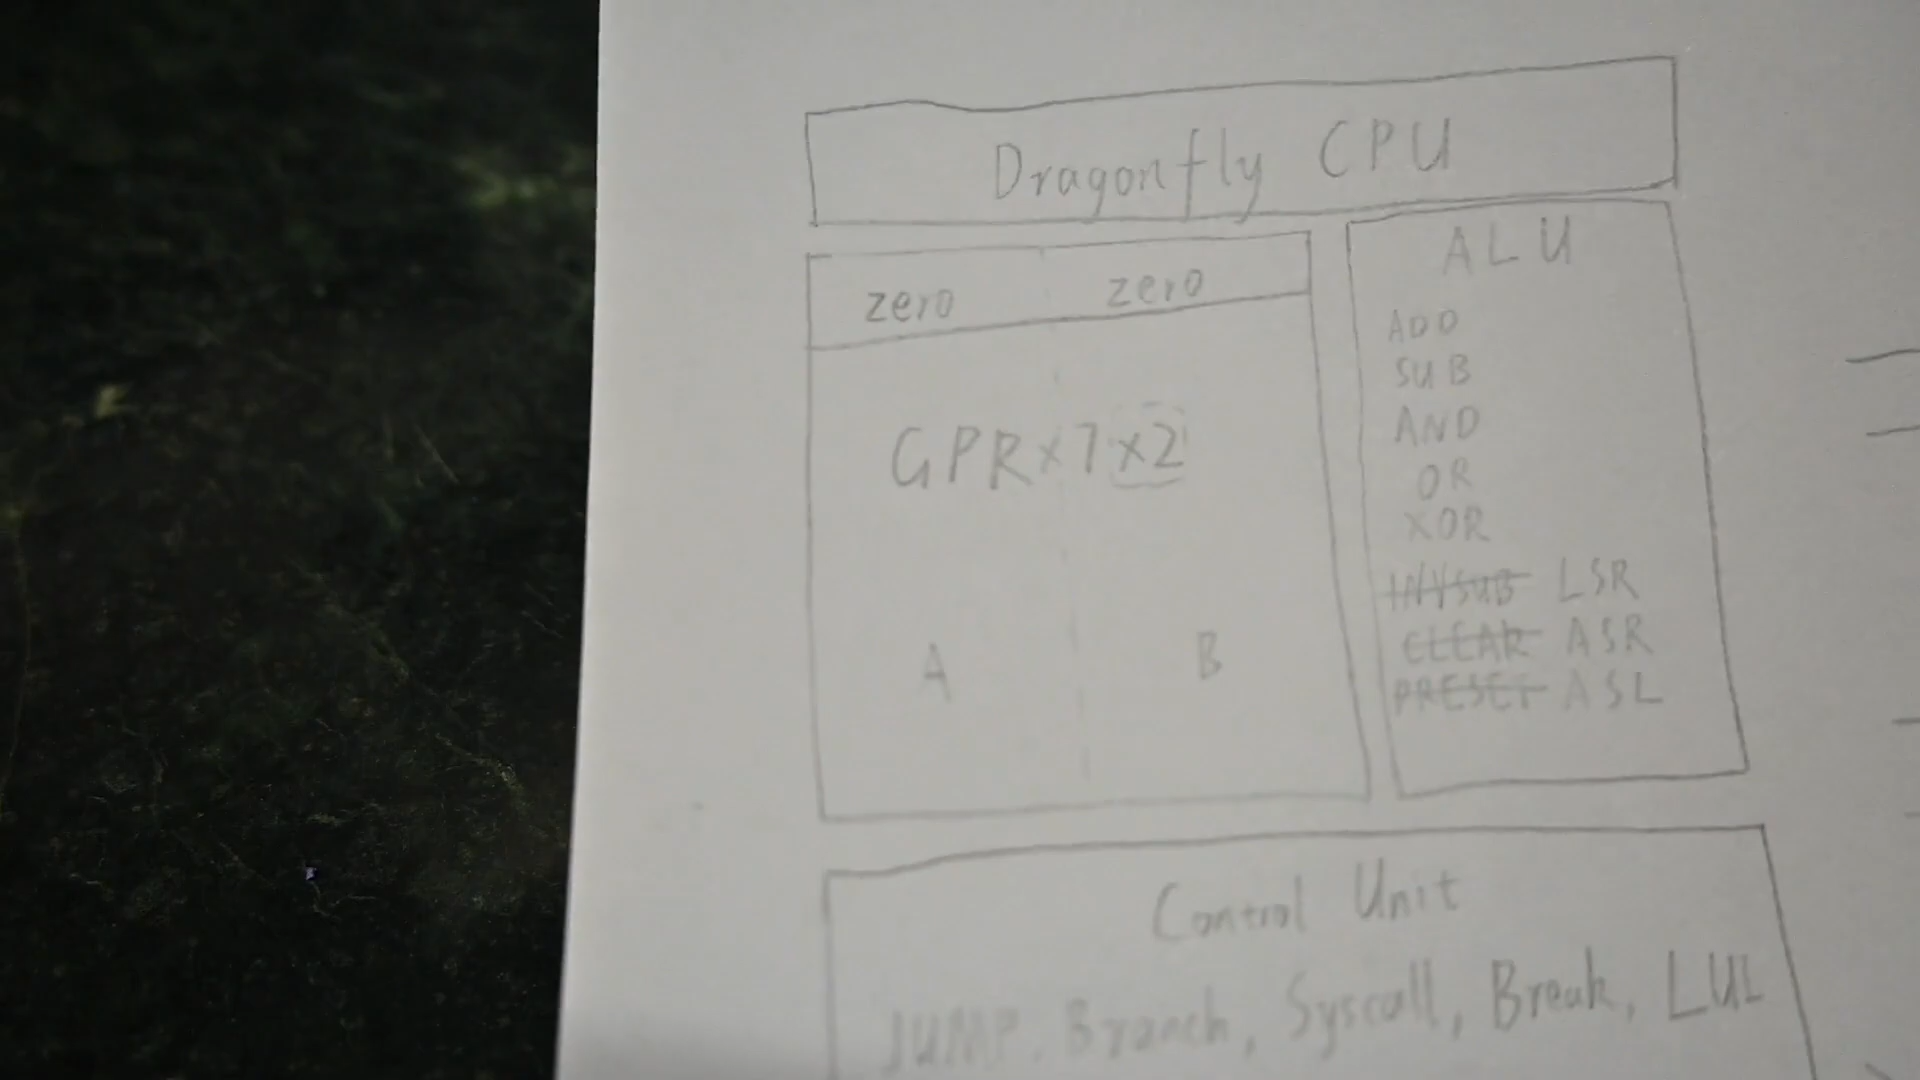 Dragonfly CPU
zero zero
GPR×7×2
A B
ALU
ADD
SUB
AND
OR
XOR
INVSUB LSR
CLEAR ASR
PRESET ASL
Control Unit
JUMP, Branch, Syscall, Break, LUI